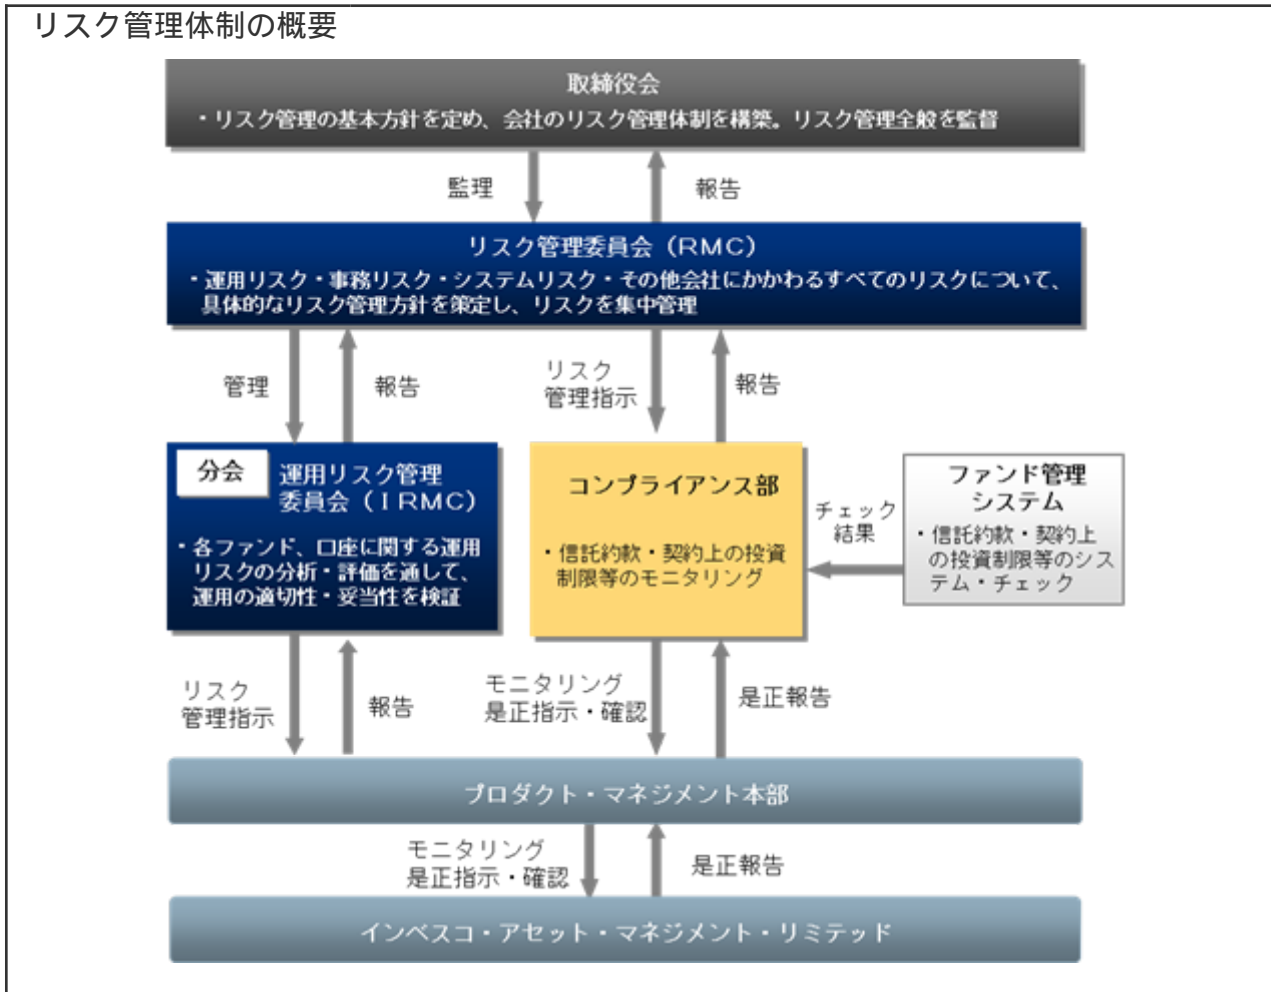 リスク管理体制の概要
取締役会
・リスク管理の基本方針を定め、会社のリスク管理体制を構築。リスク管理全般を監督
監理
報告
リスク管理委員会（ＲＭＣ）
・運用リスク・事務リスク・システムリスク・その他会社にかかわるすべてのリスクについて、
具体的なリスク管理方針を策定し、リスクを集中管理
管理
報告
リスク
管理指示
報告
分会
運用リスク管理
委員会（ＩＲＭＣ）
・各ファンド、口座に関する運用
リスクの分析・評価を通して、
運用の適切性・妥当性を検証
コンプライアンス部
・信託約款・契約上の投資
制限等のモニタリング
チェック
結果
ファンド管理
システム
・信託約款・契約上
の投資制限等のシス
テム・チェック
リスク
管理指示
報告
モニタリング
是正指示・確認
是正報告
プロダクト・マネジメント本部
モニタリング
是正指示・確認
是正報告
インベスコ・アセット・マネジメント・リミテッド